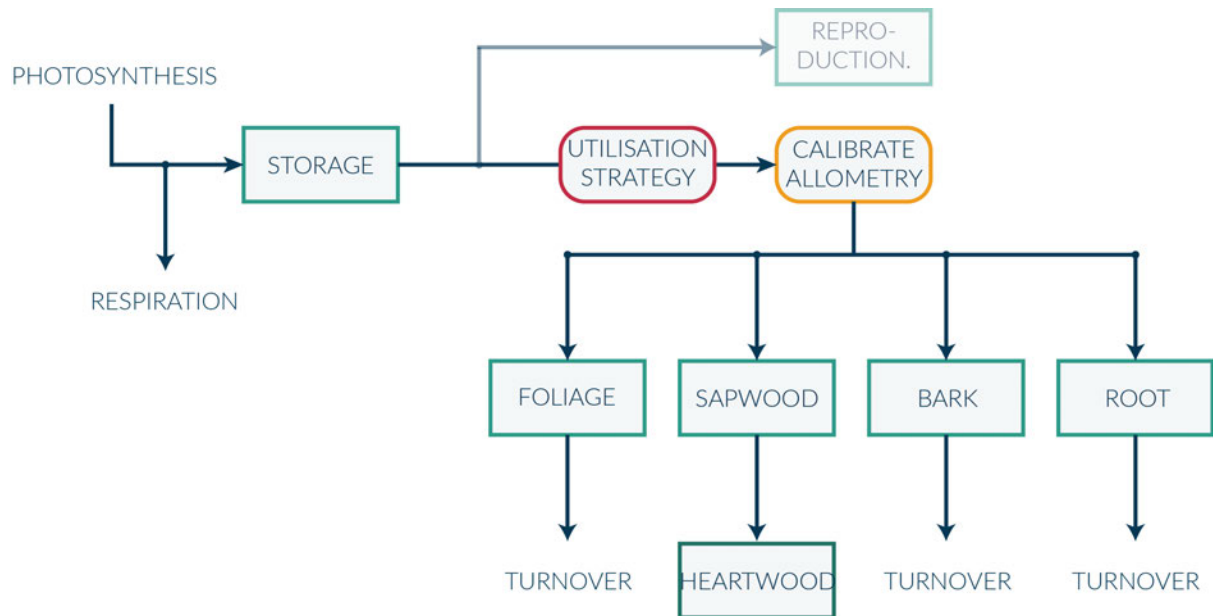 REPRO-
DUCTION.
PHOTOSYNTHESIS
STORAGE
UTILISATION
STRATEGY
CALIBRATE
ALLOMETRY
RESPIRATION
FOLIAGE
SAPWOOD
BARK
ROOT
TURNOVER
HEARTWOOD
TURNOVER
TURNOVER